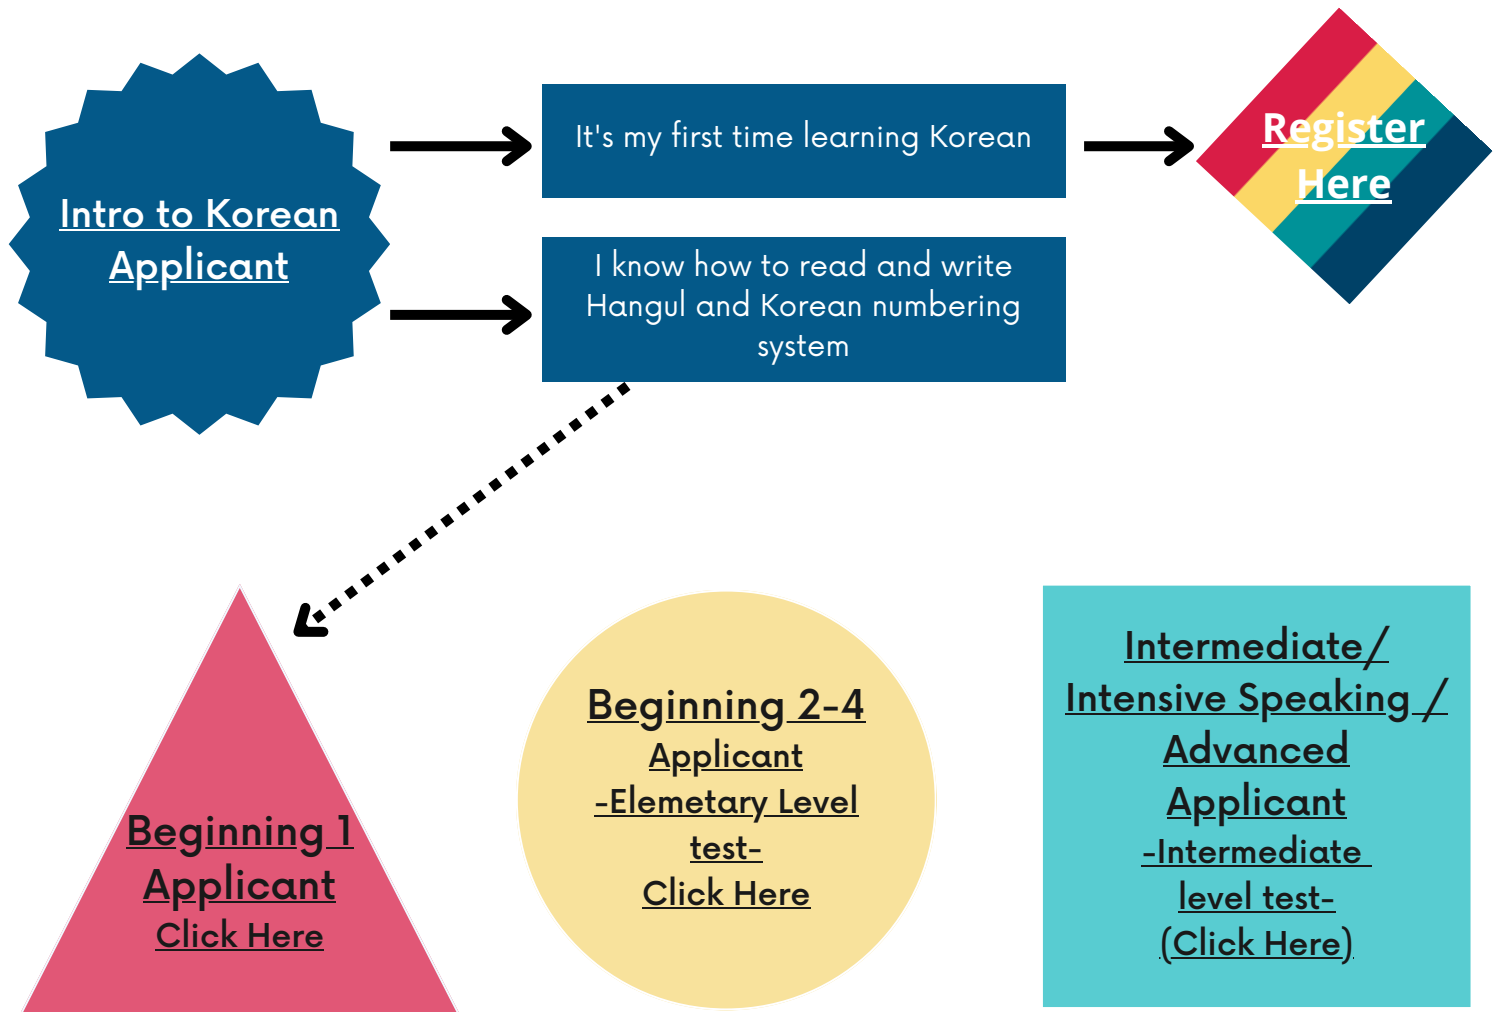 Intro to Korean
Applicant
It's my first time learning Korean
Register
Here
I know how to read and write
Hangul and Korean numbering
system
Beginning 1
Applicant
Click Here
Beginning 2-4
Applicant
-Elemetary Level
test-
Click Here
Intermediate/
Intensive Speaking /
Advanced
Applicant
-Intermediate
level test-
(Click Here)